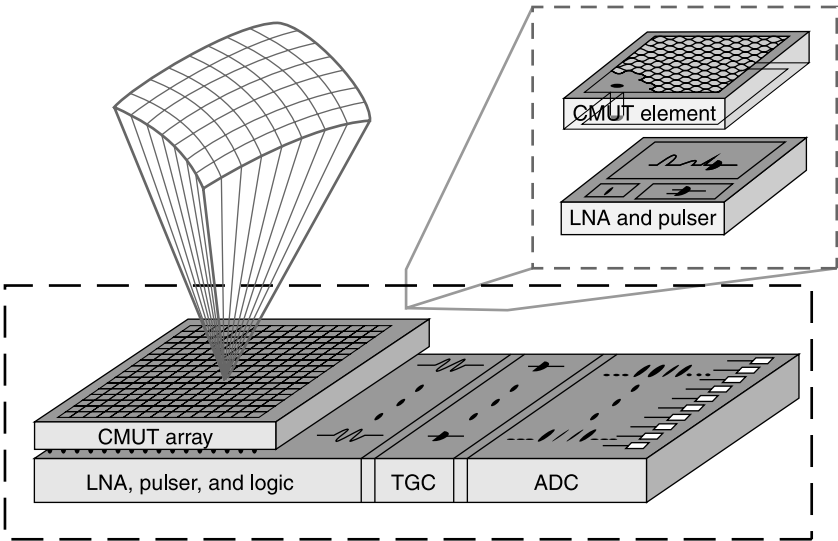 CMUT element
LNA and pulser
CMUT array
LNA, pulser, and logic
TGC
ADC